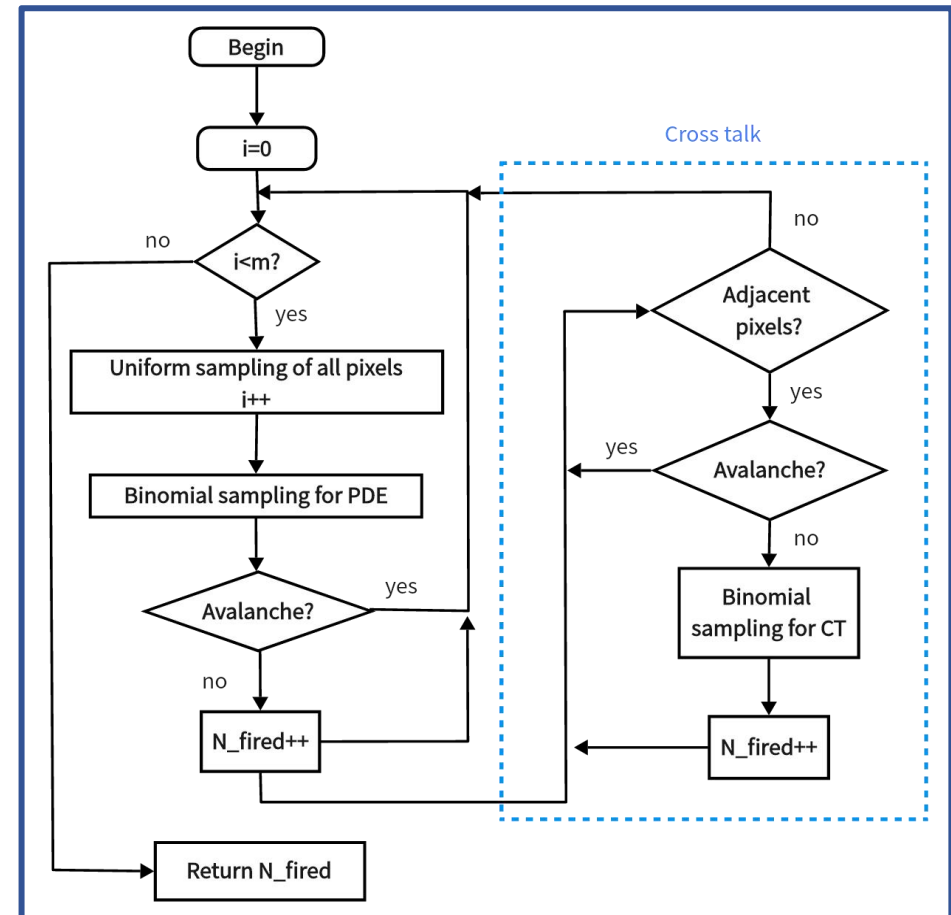 Begin
i=0
Cross talk
no
i<m?
yes
Uniform sampling of all pixels
i++
Binomial sampling for PDE
Avalanche?
yes
no
N_fired++
Return N_fired
no
Adjacent
pixels?
yes
yes
Avalanche?
no
Binomial
sampling for CT
N_fired++